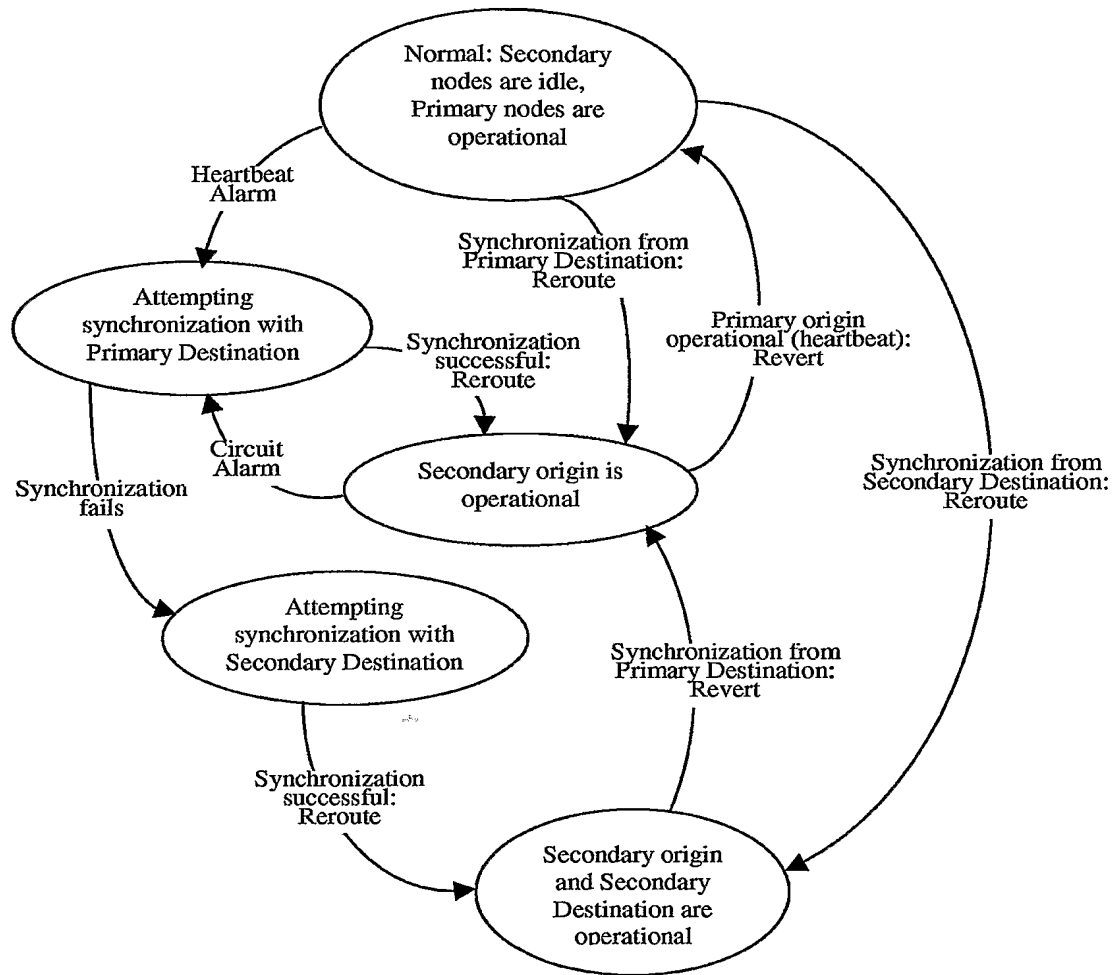 Normal: Secondary
nodes are idle,
Primary nodes are
operational
Heartbeat
Alarm
Synchronization from
Primary Destination:
Reroute
Attempting
synchronization with
Primary Destination
Primary origin
operational (heartbeat):
Revert
Synchronization
successful:
Reroute
Circuit
Alarm
Secondary origin is
operational
Synchronization from
Secondary Destination:
Reroute
Synchronization
fails
Attempting
synchronization with
Secondary Destination
Synchronization from
Primary Destination:
Revert
Synchronization
successful:
Reroute
Secondary origin
and Secondary
Destination are
operational